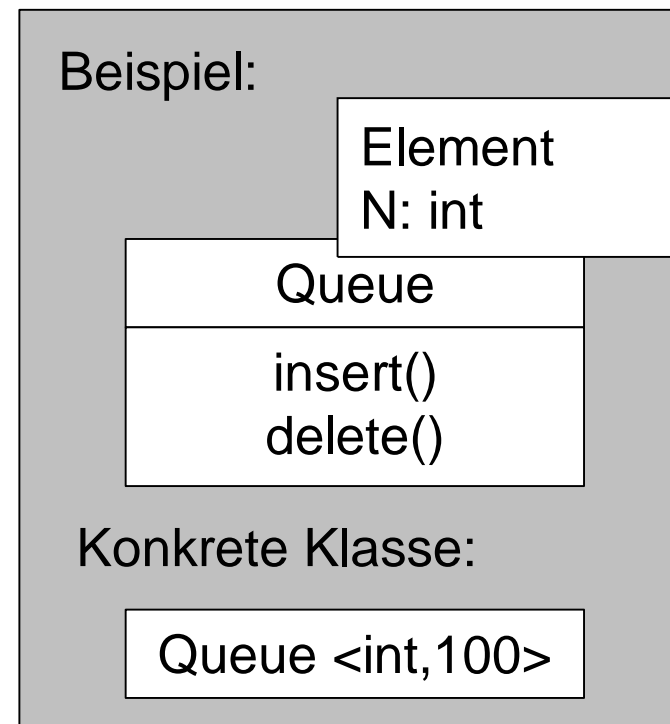 Beispiel:
Element
N: int
Queue
insert()
delete()
Konkrete Klasse:
Queue <int,100>